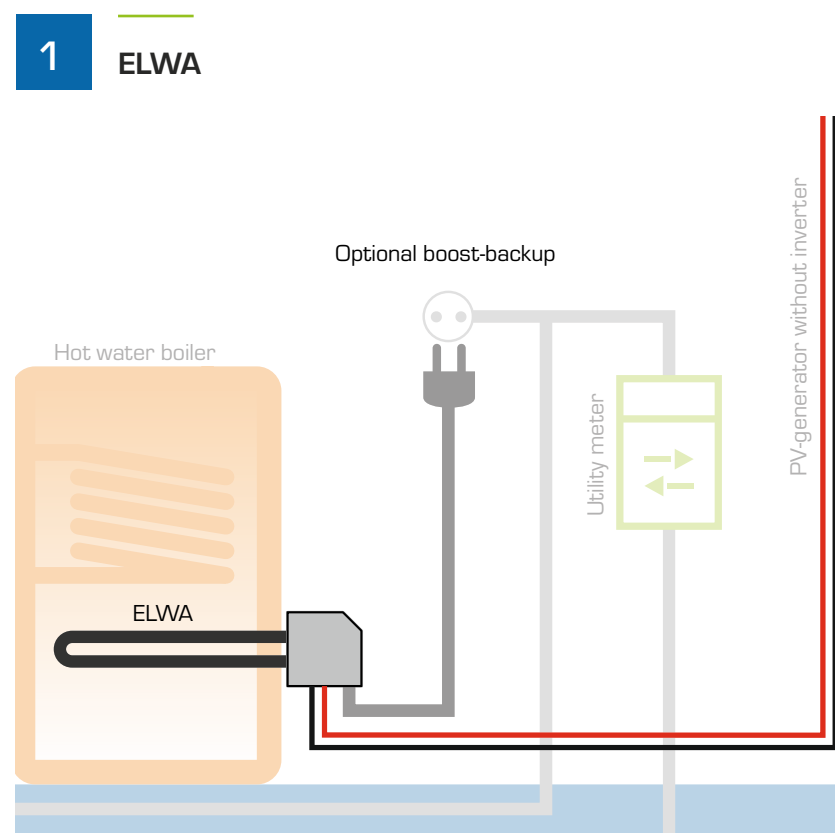 1
ELWA
Optional boost-backup
Hot water boiler
Utility meter
PV-generator without inverter
ELWA